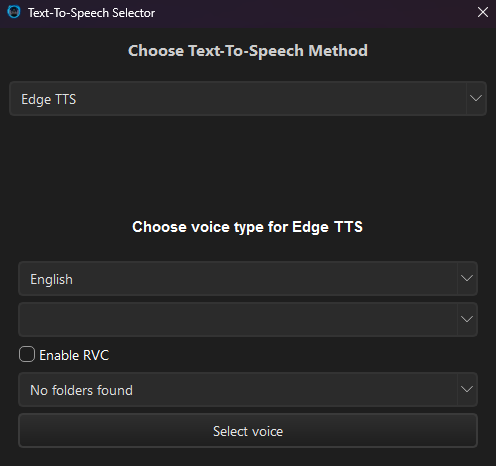 Text-To-Speech Selector
Choose Text-To-Speech Method
Edge TTS
Choose voice type for Edge TTS
English
Enable RVC
No folders found
Select voice